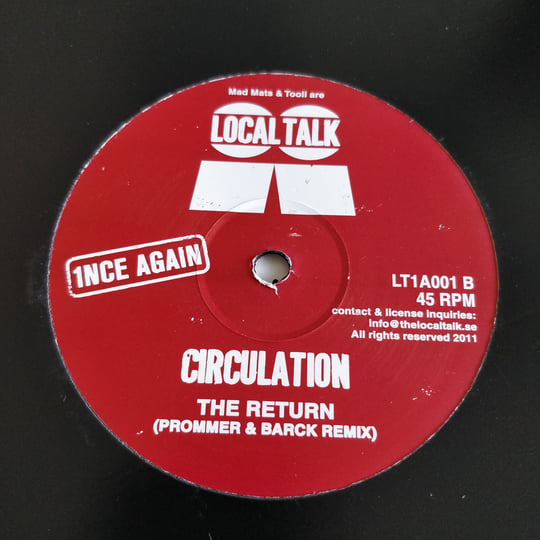 Mad Mats & Tooli are
LOCAL TALK
1NCE AGAIN
LT1A001 B
45 RPM
contact & license inquiries:
info@thelocaltalk.se
All rights reserved 2011
CIRCULATION
THE RETURN
(PROMMER & BARCK REMIX)